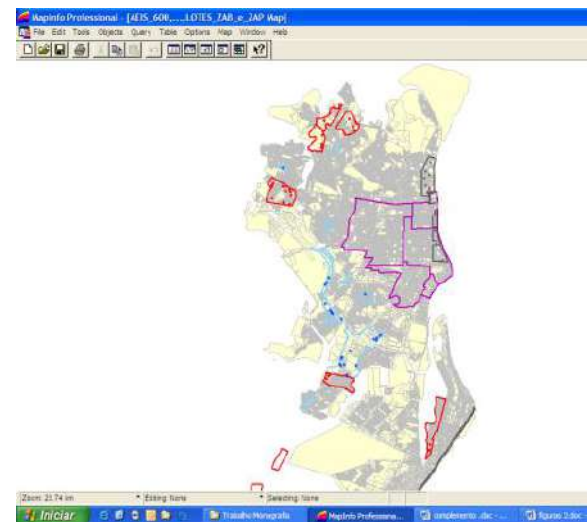 MapInfo Professional - [AEIS_600,...,LOTES_ZAB_e_ZAP Map]
File Edit Tools Objects Query Table Options Map Window Help
Zoom: 21.74 km Editing: None Selecting: None
Iniciar Trabalho Monografia MapInfo Professiona... complemento .doc - ... figuras 2.doc